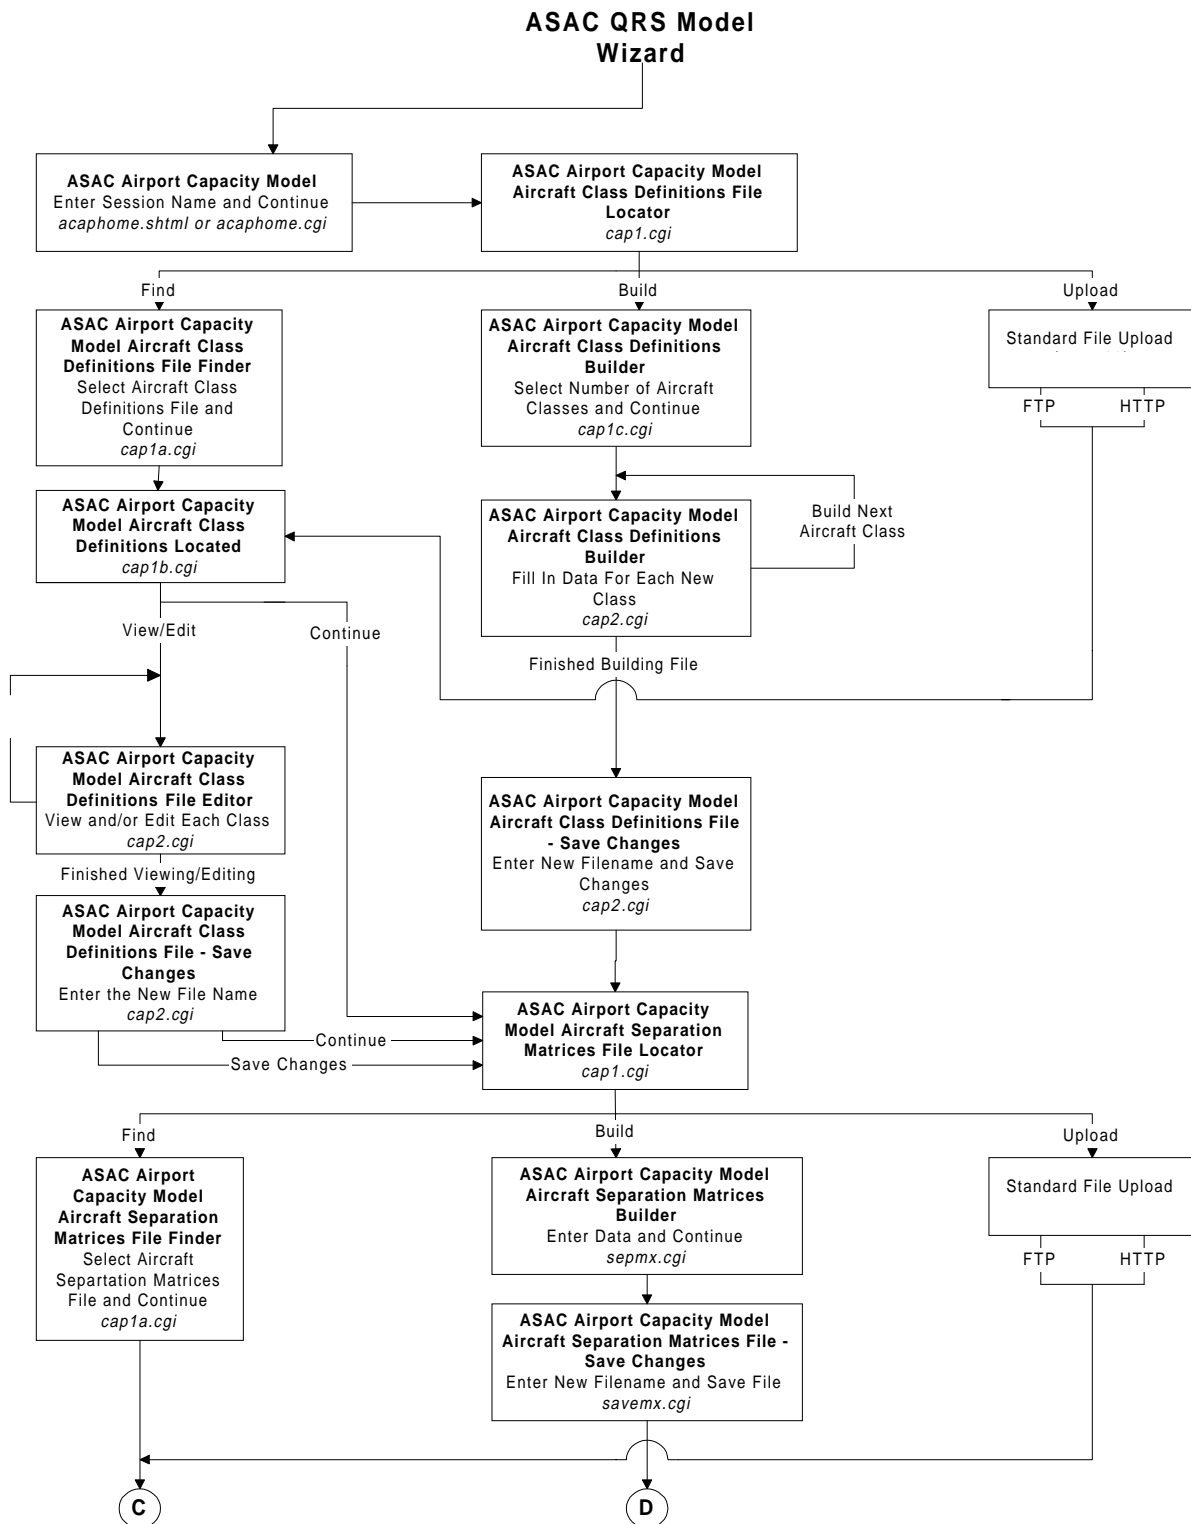 ASAC QRS Model
Wizard
ASAC Airport Capacity Model
Enter Session Name and Continue
acaphome.shtml or acaphome.cgi
ASAC Airport Capacity Model
Aircraft Class Definitions File
Locator
cap1.cgi
Find
Build
Upload
ASAC Airport Capacity
Model Aircraft Class
Definitions File Finder
Select Aircraft Class
Definitions File and
Continue
cap1a.cgi
ASAC Airport Capacity Model
Aircraft Class Definitions
Builder
Select Number of Aircraft
Classes and Continue
cap1c.cgi
Standard File Upload
FTP
HTTP
ASAC Airport Capacity
Model Aircraft Class
Definitions Located
cap1b.cgi
ASAC Airport Capacity Model
Aircraft Class Definitions
Builder
Fill In Data For Each New
Class
cap2.cgi
Build Next
Aircraft Class
View/Edit
Continue
Finished Building File
ASAC Airport Capacity
Model Aircraft Class
Definitions File Editor
View and/or Edit Each Class
cap2.cgi
Finished Viewing/Editing
ASAC Airport Capacity Model
Aircraft Class Definitions File
- Save Changes
Enter New Filename and Save
Changes
cap2.cgi
ASAC Airport Capacity
Model Aircraft Class
Definitions File - Save
Changes
Enter the New File Name
cap2.cgi
Continue
Save Changes
ASAC Airport Capacity
Model Aircraft Separation
Matrices File Locator
cap1.cgi
Find
Build
Upload
ASAC Airport
Capacity Model
Aircraft Separation
Matrices File Finder
Select Aircraft
Separtation Matrices
File and Continue
cap1a.cgi
ASAC Airport Capacity Model
Aircraft Separation Matrices
Builder
Enter Data and Continue
sepmx.cgi
Standard File Upload
FTP
HTTP
ASAC Airport Capacity Model
Aircraft Separation Matrices File -
Save Changes
Enter New Filename and Save File
savemx.cgi
C
D